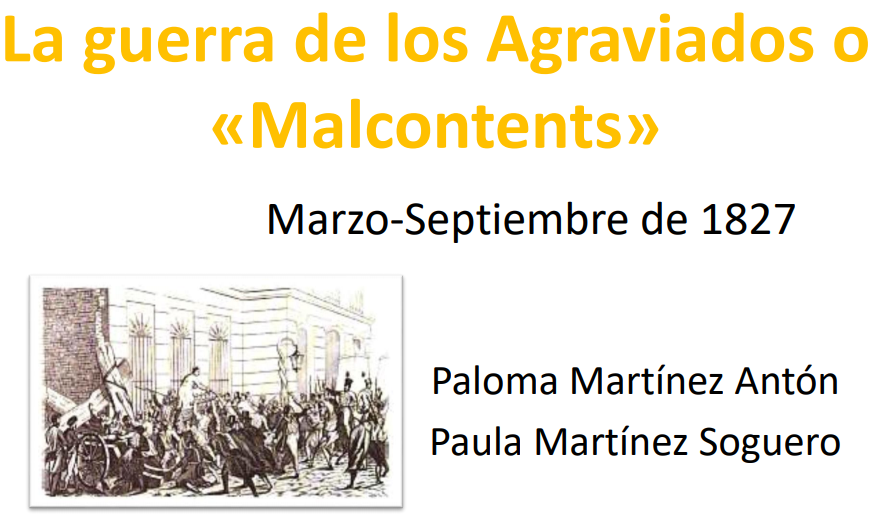 La guerra de los Agraviados o
«Malcontents»
Marzo-Septiembre de 1827
Paloma Martínez Antón
Paula Martínez Soguero